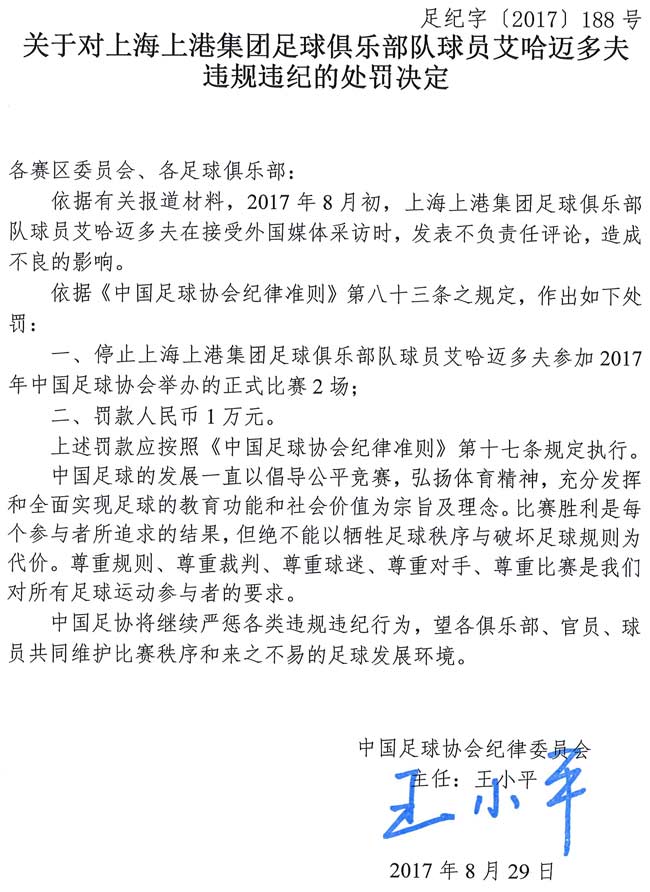 足纪字〔2017〕188 号
关于对上海上港集团足球俱乐部队球员艾哈迈多夫
违规违纪的处罚决定
各赛区委员会、各足球俱乐部：
依据有关报道材料，2017 年 8 月初，上海上港集团足球俱乐部
队球员艾哈迈多夫在接受外国媒体采访时，发表不负责任评论，造成
不良的影响。
依据《中国足球协会纪律准则》第八十三条之规定，作出如下处
罚：
一、停止上海上港集团足球俱乐部队球员艾哈迈多夫参加 2017
年中国足球协会举办的正式比赛 2 场；
二、罚款人民币 1 万元。
上述罚款应按照《中国足球协会纪律准则》第十七条规定执行。
中国足球的发展一直以倡导公平竞赛，弘扬体育精神，充分发挥
和全面实现足球的教育功能和社会价值为宗旨及理念。比赛胜利是每
个参与者所追求的结果，但绝不能以牺牲足球秩序与破坏足球规则为
代价。尊重规则、尊重裁判、尊重球迷、尊重对手、尊重比赛是我们
对所有足球运动参与者的要求。
中国足协将继续严惩各类违规违纪行为，望各俱乐部、官员、球
员共同维护比赛秩序和来之不易的足球发展环境。
中国足球协会纪律委员会
主任：王小平
王小平
2017 年 8 月 29 日